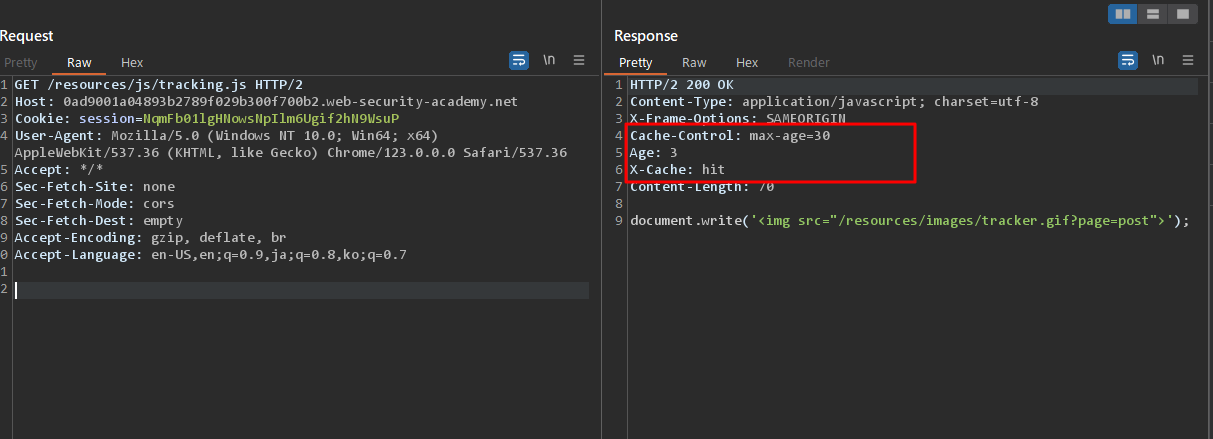 Request
Pretty Raw Hex
\n
1 GET /resources/js/tracking.js HTTP/2
2 Host: 0ad9001a04893b2789f029b300f700b2.web-security-academy.net
3 Cookie: session=NqmFb01lgHNowsNpIlm6Ugif2hN9WsuP
4 User-Agent: Mozilla/5.0 (Windows NT 10.0; Win64; x64)
AppleWebKit/537.36 (KHTML, like Gecko) Chrome/123.0.0.0 Safari/537.36
5 Accept: */*
6 Sec-Fetch-Site: none
7 Sec-Fetch-Mode: cors
8 Sec-Fetch-Dest: empty
9 Accept-Encoding: gzip, deflate, br
0 Accept-Language: en-US,en;q=0.9,ja;q=0.8,ko;q=0.7
1
2
Response
Pretty Raw Hex Render
\n
1 HTTP/2 200 OK
2 Content-Type: application/javascript; charset=utf-8
3 X-Frame-Options: SAMEORIGIN
4 Cache-Control: max-age=30
5 Age: 3
6 X-Cache: hit
7 Content-Length: 70
8
9 document.write('<img src="/resources/images/tracker.gif?page=post">');